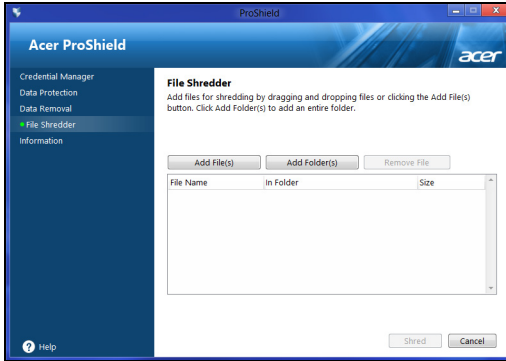 ProShield
Acer ProShield
acer
Credential Manager
Data Protection
Data Removal
File Shredder
Information
File Shredder
Add files for shredding by dragging and dropping files or clicking the Add File(s)
button. Click Add Folder(s) to add an entire folder.
Add File(s) Add Folder(s) Remove File
File Name In Folder Size
Help
Shred Cancel